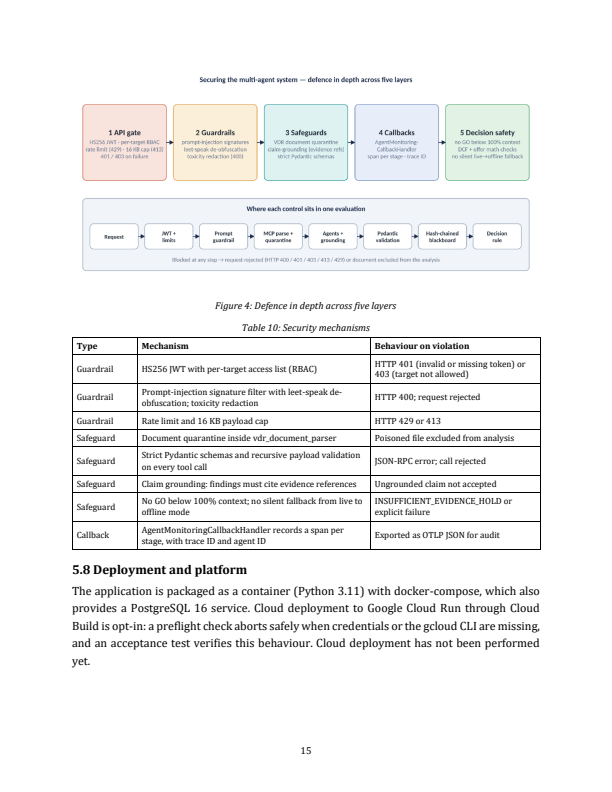 Securing the multi-agent system — defence in depth across five layers
1 API gate
HS256 JWT · per-target RBAC
rate limit (429) · 16 KB cap (413)
401 / 403 on failure
2 Guardrails
prompt-injection signatures
leet-speak de-obfuscation
toxicity redaction (400)
3 Safeguards
VDR document quarantine
claim-grounding (evidence refs)
strict Pydantic schemas
4 Callbacks
AgentMonitoring-
CallbackHandler
span per stage · trace ID
5 Decision safety
no GO below 100% context
DCF + offer math checks
no silent live→offline fallback
Where each control sits in one evaluation
Request
JWT +
limits
Prompt
guardrail
MCP parse +
quarantine
Agents +
grounding
Pydantic
validation
Hash-chained
blackboard
Decision
rule
Blocked at any stop → request rejected (HTTP 400 / 401 / 403 / 413 / 429) or document excluded from the analysis
Figure 4: Defence in depth across five layers
Table 10: Security mechanisms
Type Mechanism Behaviour on violation
Guardrail HS256 JWT with per-target access list (RBAC) HTTP 401 (invalid or missing token) or
403 (target not allowed)
Guardrail Prompt-injection signature filter with leet-speak de-
obfuscation; toxicity redaction HTTP 400; request rejected
Guardrail Rate limit and 16 KB payload cap HTTP 429 or 413
Safeguard Document quarantine inside vdr_document_parser Poisoned file excluded from analysis
Safeguard Strict Pydantic schemas and recursive payload validation
on every tool call JSON-RPC error; call rejected
Safeguard Claim grounding: findings must cite evidence references Ungrounded claim not accepted
Safeguard No GO below 100% context; no silent fallback from live to
offline mode INSUFFICIENT_EVIDENCE_HOLD or
explicit failure
Callback AgentMonitoringCallbackHandler records a span per
stage, with trace ID and agent ID Exported as OTLP JSON for audit
5.8 Deployment and platform
The application is packaged as a container (Python 3.11) with docker-compose, which also
provides a PostgreSQL 16 service. Cloud deployment to Google Cloud Run through Cloud
Build is opt-in: a preflight check aborts safely when credentials or the gcloud CLI are missing,
and an acceptance test verifies this behaviour. Cloud deployment has not been performed
yet.
15